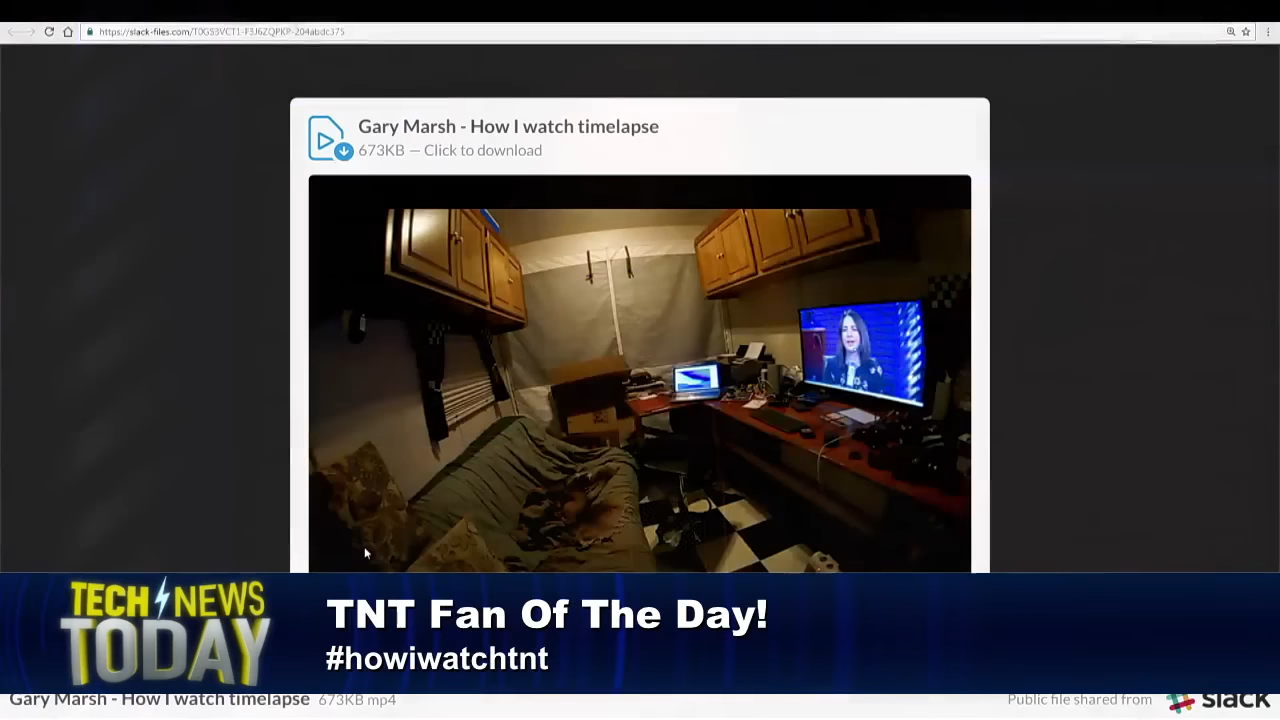 https://slack-files.com/T0GS3VCT1-F3J6ZQPKP-204abdc375
Gary Marsh - How I watch timelapse
673KB — Click to download
TECH NEWS
TODAY
TNT Fan Of The Day!
#howiwatchtnt
Gary Marsh - How I watch timelapse 673KB mp4
Public file shared from slack